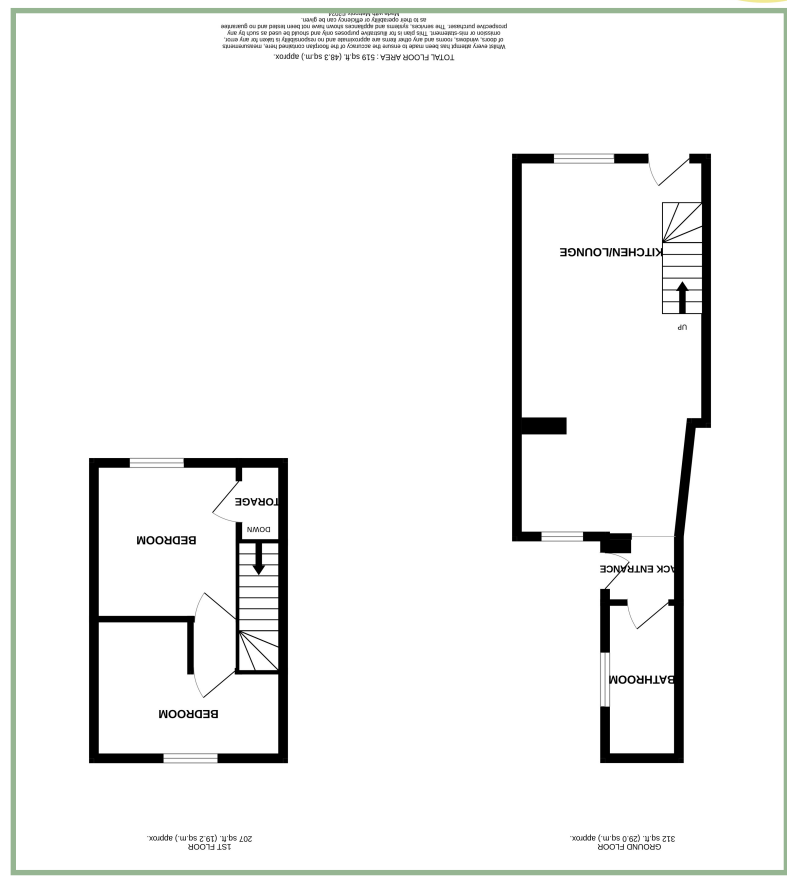 GROUND FLOOR
312 sq.ft. (29.0 sq.m.) approx.
BATHROOM
ACK ENTRANCE
UP
KITCHEN/LOUNGE
1ST FLOOR
207 sq.ft. (19.2 sq.m.) approx.
BEDROOM
BEDROOM
DOWN
TORAGE
TOTAL FLOOR AREA : 519 sq.ft. (48.3 sq.m.) approx.
Whilst every attempt has been made to ensure the accuracy of the floorplan contained here, measurements
of doors, windows, rooms and any other items are approximate and no responsibility is taken for any error,
omission or mis-statement. This plan is for illustrative purposes only and should be used as such by any
prospective purchaser. The services, systems and appliances shown have not been tested and no guarantee
as to their operability or efficiency can be given.
Made with Metropix ©2024